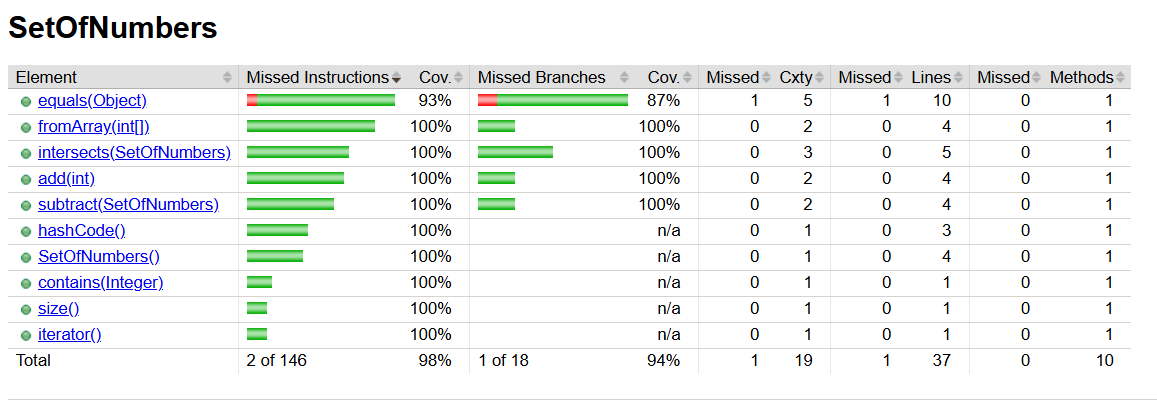 SetOfNumbers
Element Missed Instructions Cov. Missed Branches Cov. Missed Cxty Missed Lines Missed Methods
equals(Object) 93% 87% 1 5 1 10 0 1
fromArray(int[]) 100% 100% 0 2 0 4 0 1
intersects(SetOfNumbers) 100% 100% 0 3 0 5 0 1
add(int) 100% 100% 0 2 0 4 0 1
subtract(SetOfNumbers) 100% 100% 0 2 0 4 0 1
hashCode() 100% n/a 0 1 0 3 0 1
SetOfNumbers() 100% n/a 0 1 0 4 0 1
contains(Integer) 100% n/a 0 1 0 1 0 1
size() 100% n/a 0 1 0 1 0 1
iterator() 100% n/a 0 1 0 1 0 1
Total 2 of 146 98% 1 of 18 94% 1 19 1 37 0 10